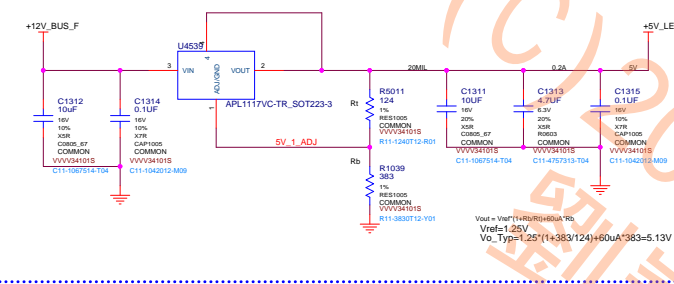 +12V_BUS_F
+5V_LE
U4539
3
VIN
VOUT
2
4
ADJ/GND
1
APL1117VC-TR_SOT223-3
20MIL
0.2A
5V
C1312
10uF
16V
10%
X5R
C0805_67
COMMON
VVVV34101S
C11-1067514-T04
C1314
0.1UF
16V
10%
X7R
CAP1005
COMMON
VVVV34101S
C11-1042012-M09
5V_1_ADJ
Rt
R5011
124
1%
RES1005
COMMON
VVVV34101S
R11-1240T12-R01
Rb
R1039
383
1%
RES1005
COMMON
VVVV34101S
R11-3830T12-Y01
C1311
10UF
16V
20%
X5R
C0805_67
COMMON
VVVV34101S
C11-1067514-T04
C1313
4.7UF
6.3V
20%
X5R
R0603
COMMON
VVVV34101S
C11-4757313-T04
C1315
0.1UF
16V
10%
X7R
CAP1005
COMMON
VVVV34101S
C11-1042012-M09
Vout = Vref*(1+Rb/Rt)+60uA*Rb
Vref=1.25V
Vo_Typ=1.25*(1+383/124)+60uA*383=5.13V
(C) 20